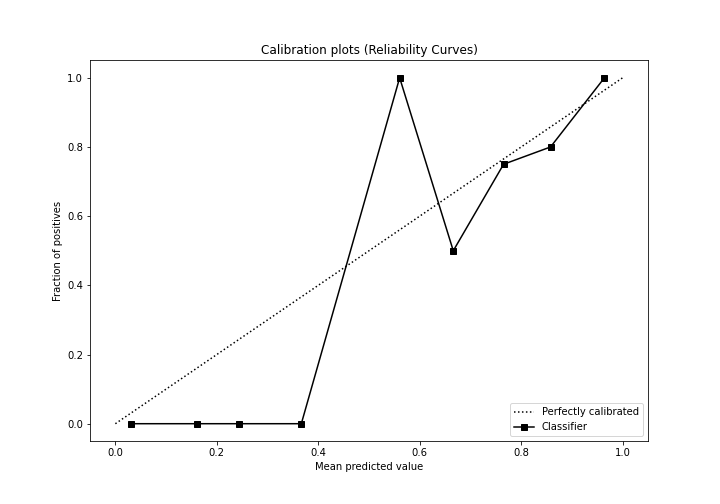 Calibration plots (Reliability Curves)
1.0
0.8
0.6
0.4
0.2
0.0
Fraction of positives
0.0 0.2 0.4 0.6 0.8 1.0
Mean predicted value
Perfectly calibrated
Classifier